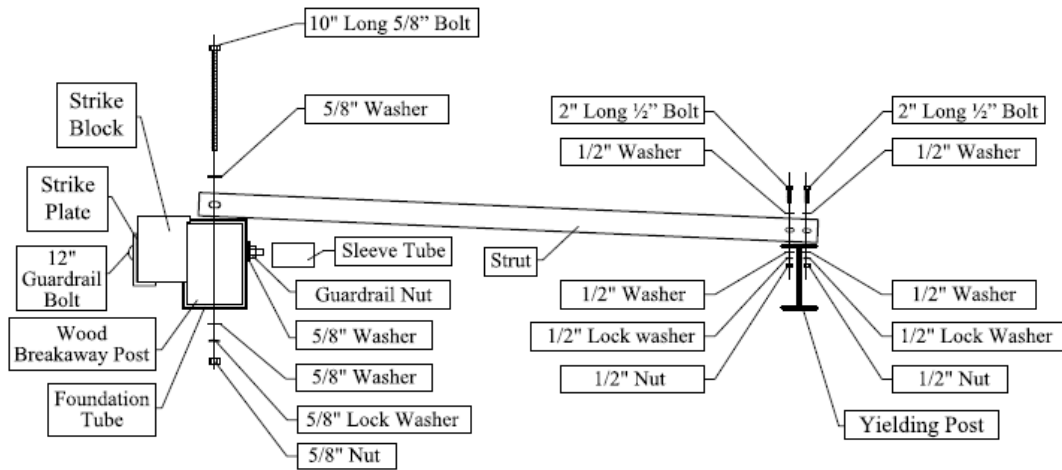 10" Long 5/8” Bolt
Strike
Block
5/8" Washer
2" Long ½” Bolt
2" Long ½” Bolt
1/2" Washer
1/2" Washer
Strike
Plate
12"
Guardrail
Bolt
Sleeve Tube
Strut
Guardrail Nut
1/2" Washer
1/2" Washer
Wood
Breakaway Post
5/8" Washer
1/2" Lock washer
1/2" Lock Washer
5/8" Washer
1/2" Nut
1/2" Nut
Foundation
Tube
5/8" Lock Washer
Yielding Post
5/8" Nut